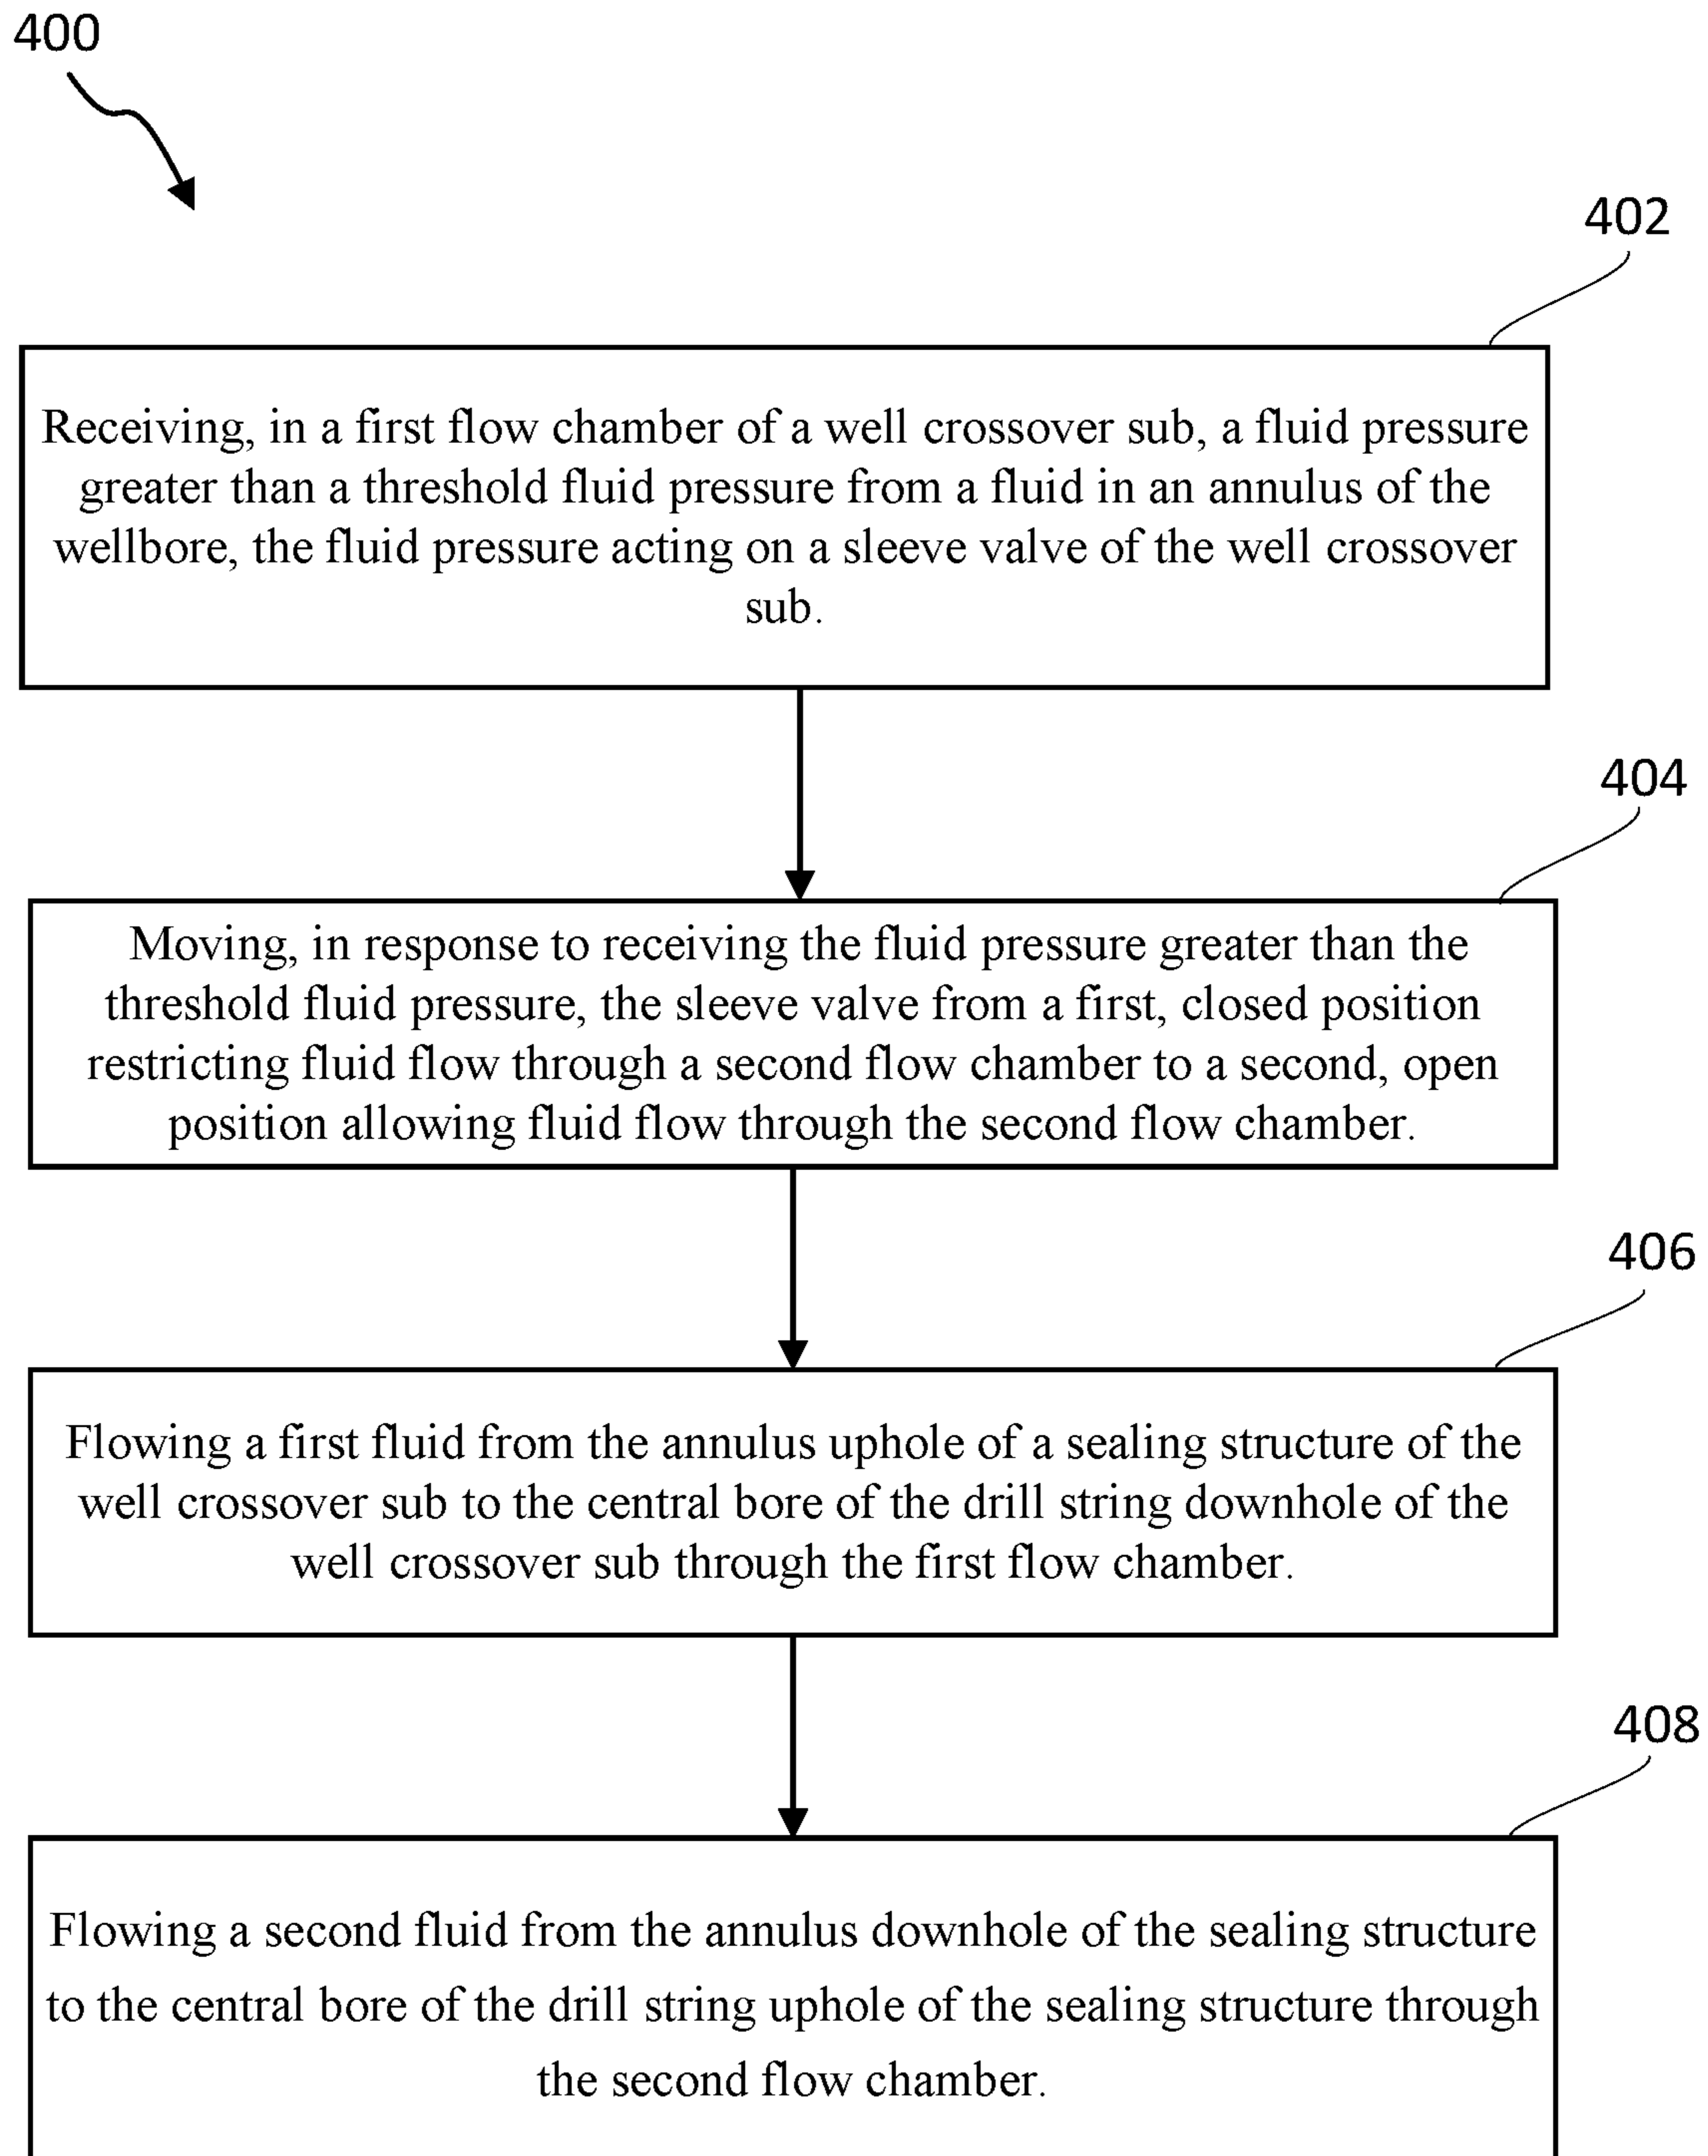 400
402
Receiving, in a first flow chamber of a well crossover sub, a fluid pressure
greater than a threshold fluid pressure from a fluid in an annulus of the
wellbore, the fluid pressure acting on a sleeve valve of the well crossover
sub.
404
Moving, in response to receiving the fluid pressure greater than the
threshold fluid pressure, the sleeve valve from a first, closed position
restricting fluid flow through a second flow chamber to a second, open
position allowing fluid flow through the second flow chamber.
406
Flowing a first fluid from the annulus uphole of a sealing structure of the
well crossover sub to the central bore of the drill string downhole of the
well crossover sub through the first flow chamber.
408
Flowing a second fluid from the annulus downhole of the sealing structure
to the central bore of the drill string uphole of the sealing structure through
the second flow chamber.